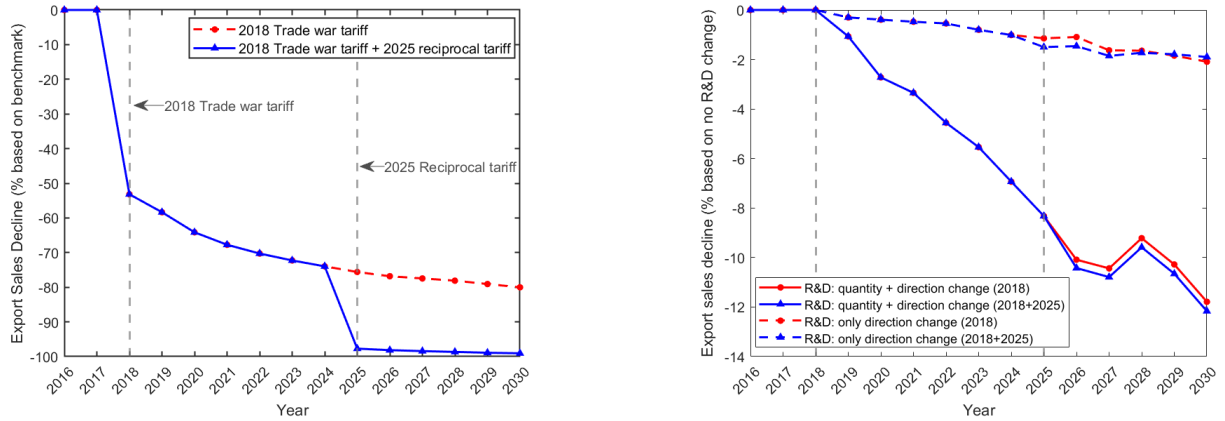 Export Sales Decline (% based on benchmark)
0
-10
-20
-30
-40
-50
-60
-70
-80
-90
-100
2018 Trade war tariff
2018 Trade war tariff + 2025 reciprocal tariff
2018 Trade war tariff
2025 Reciprocal tariff
2016 2017 2018 2019 2020 2021 2022 2023 2024 2025 2026 2027 2028 2029 2030
Year
Export sales decline (% based on no R&D change)
0
-2
-4
-6
-8
-10
-12
-14
R&D: quantity + direction change (2018)
R&D: quantity + direction change (2018+2025)
R&D: only direction change (2018)
R&D: only direction change (2018+2025)
2016 2017 2018 2019 2020 2021 2022 2023 2024 2025 2026 2027 2028 2029 2030
Year